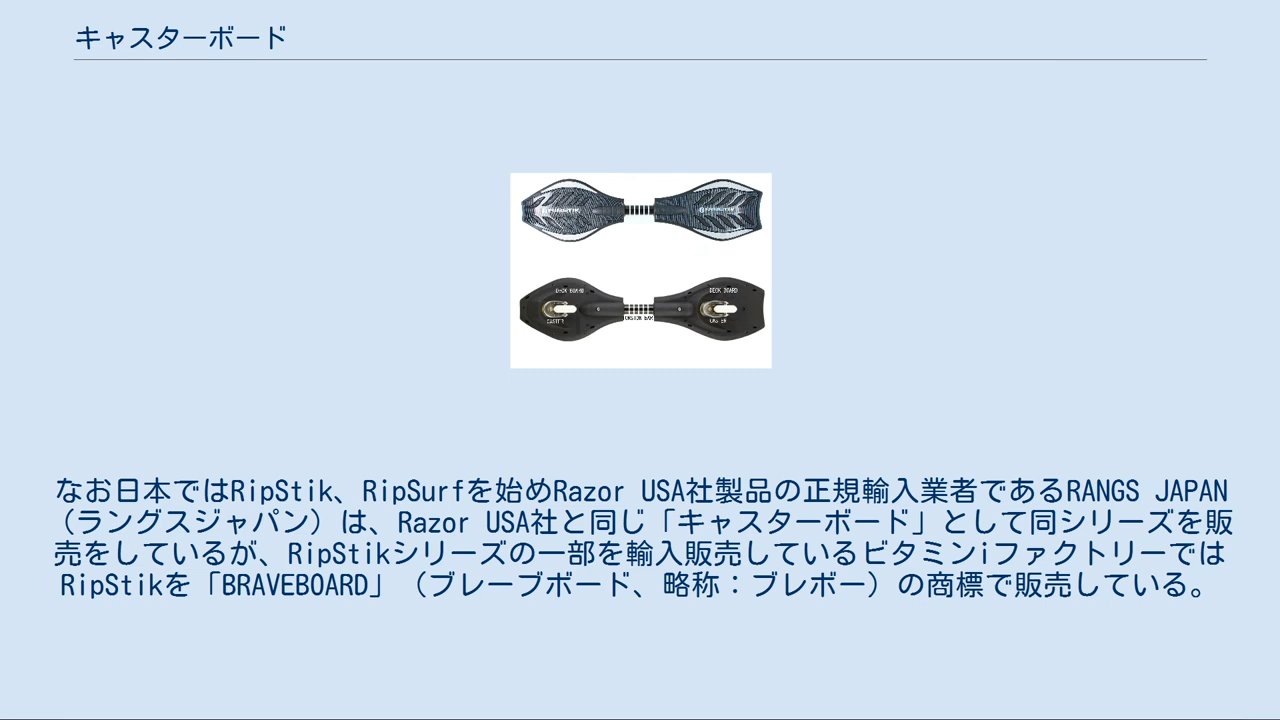 キャスターボード
DECK BOARD
DECK BOARD
なお日本ではRipStik、RipSurfを始めRazor USA社製品の正規輸入業者であるRANGS JAPAN
（ラングスジャパン）は、Razor USA社と同じ「キャスターボード」として同シリーズを販
売をしているが、RipStikシリーズの一部を輸入販売しているビタミンiファクトリーでは
RipStikを「BRAVEBOARD」（ブレーブボード、略称：ブレボー）の商標で販売している。